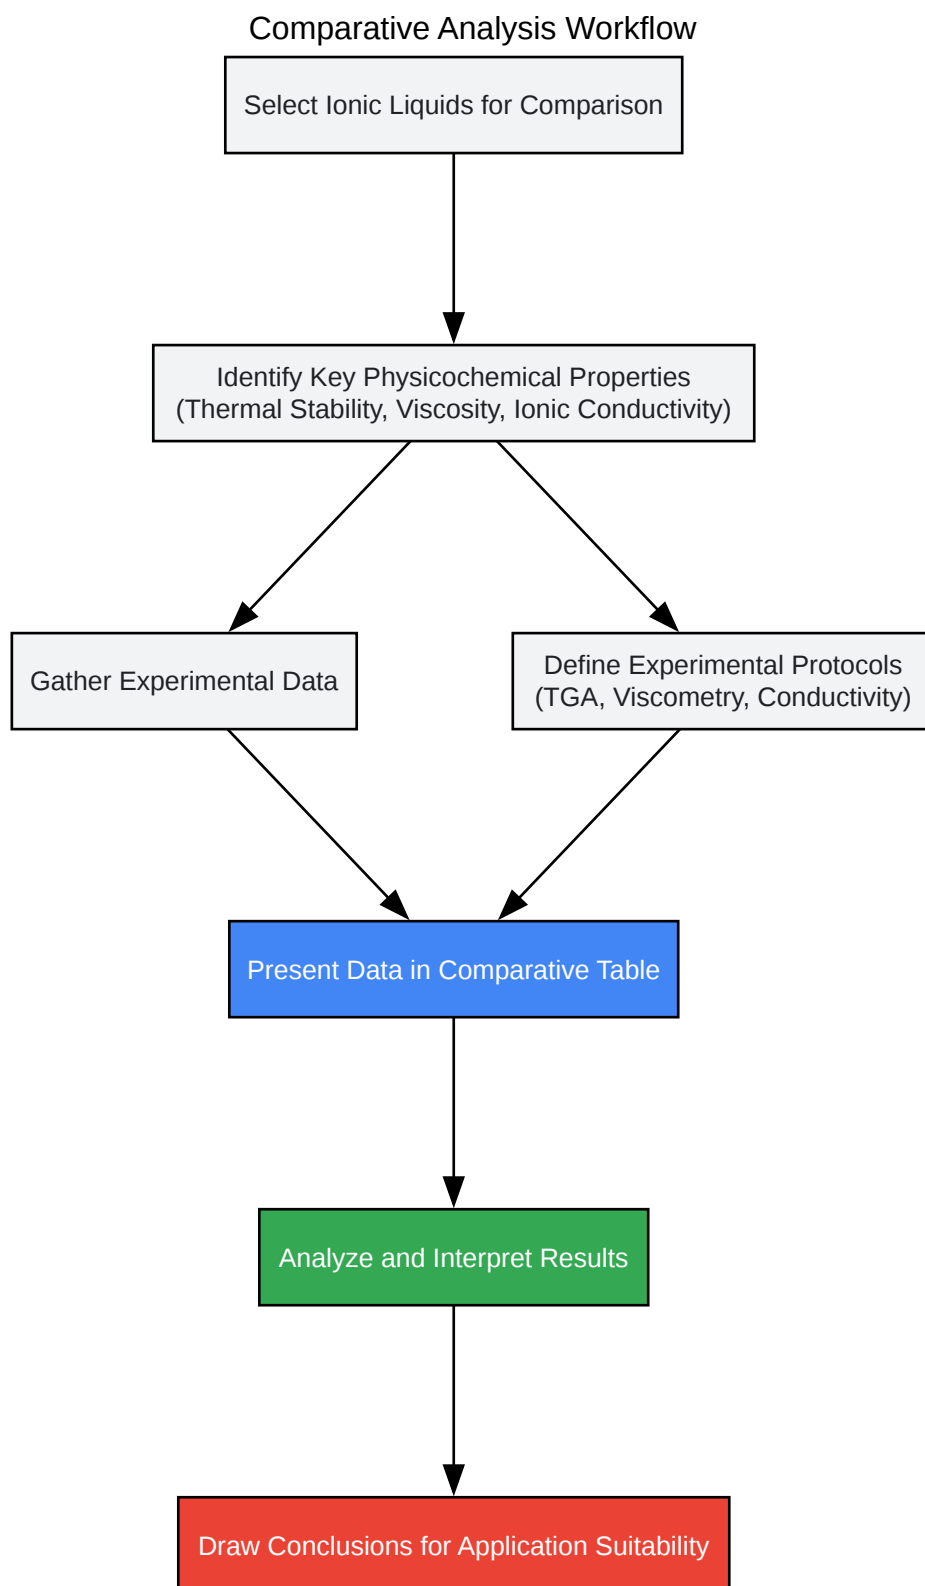 Comparative Analysis Workflow
Select Ionic Liquids for Comparison
Identify Key Physicochemical Properties
(Thermal Stability, Viscosity, Ionic Conductivity)
Gather Experimental Data
Define Experimental Protocols
(TGA, Viscometry, Conductivity)
Present Data in Comparative Table
Analyze and Interpret Results
Draw Conclusions for Application Suitability